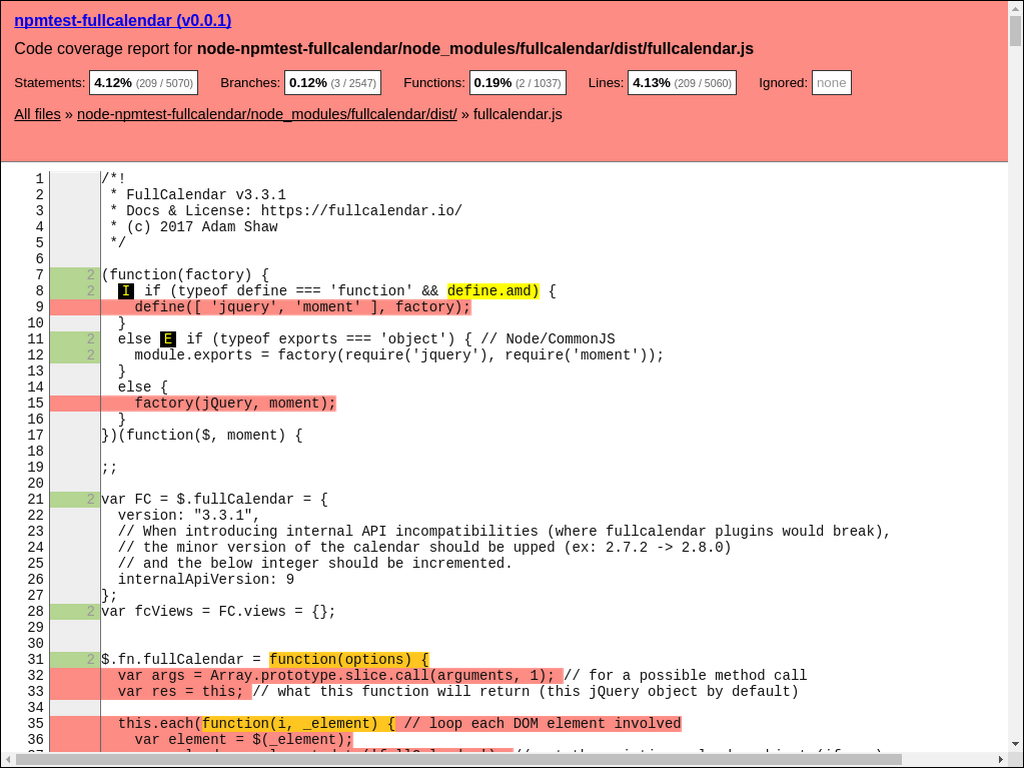 npmtest-fullcalendar (v0.0.1)
Code coverage report for node-npmtest-fullcalendar/node_modules/fullcalendar/dist/fullcalendar.js
Statements: 4.12% (209 / 5070) Branches: 0.12% (3 / 2547) Functions: 0.19% (2 / 1037) Lines: 4.13% (209 / 5060) Ignored: none
All files » node-npmtest-fullcalendar/node_modules/fullcalendar/dist/ » fullcalendar.js
1 /*!
2  * FullCalendar v3.3.1
3  * Docs & License: https://fullcalendar.io/
4  * (c) 2017 Adam Shaw
5  */
6
7 2 (function(factory) {
8 2   I if (typeof define === 'function' && define.amd) {
9     define([ 'jquery', 'moment' ], factory);
10   }
11 2   else E if (typeof exports === 'object') { // Node/CommonJS
12 2     module.exports = factory(require('jquery'), require('moment'));
13   }
14   else {
15     factory(jQuery, moment);
16   }
17 })(function($, moment) {
18
19 ;;
20
21 2 var FC = $.fullCalendar = {
22   version: "3.3.1",
23   // When introducing internal API incompatibilities (where fullcalendar plugins would break),
24   // the minor version of the calendar should be upped (ex: 2.7.2 -> 2.8.0)
25   // and the below integer should be incremented.
26   internalApiVersion: 9
27 };
28 2 var fcViews = FC.views = {};
29
30
31 2 $.fn.fullCalendar = function(options) {
32   var args = Array.prototype.slice.call(arguments, 1); // for a possible method call
33   var res = this; // what this function will return (this jQuery object by default)
34
35   this.each(function(i, _element) { // loop each DOM element involved
36     var element = $(_element);